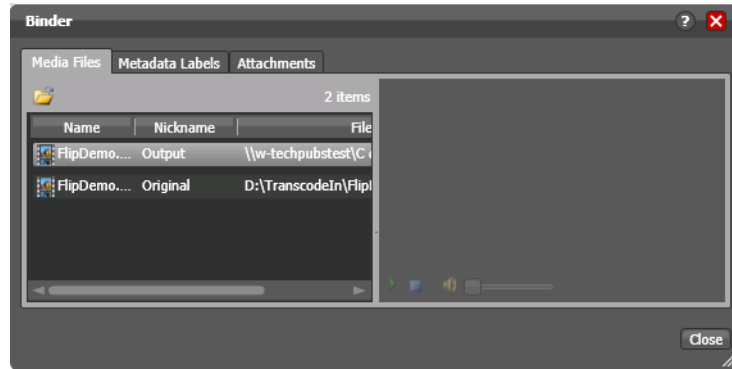 Binder ?
Media Files Metadata Labels Attachments
2 items
Name Nickname File
FlipDemo.... Output \\w-techpubstest\C
FlipDemo.... Original D:\TranscodeIn\Flip
Close